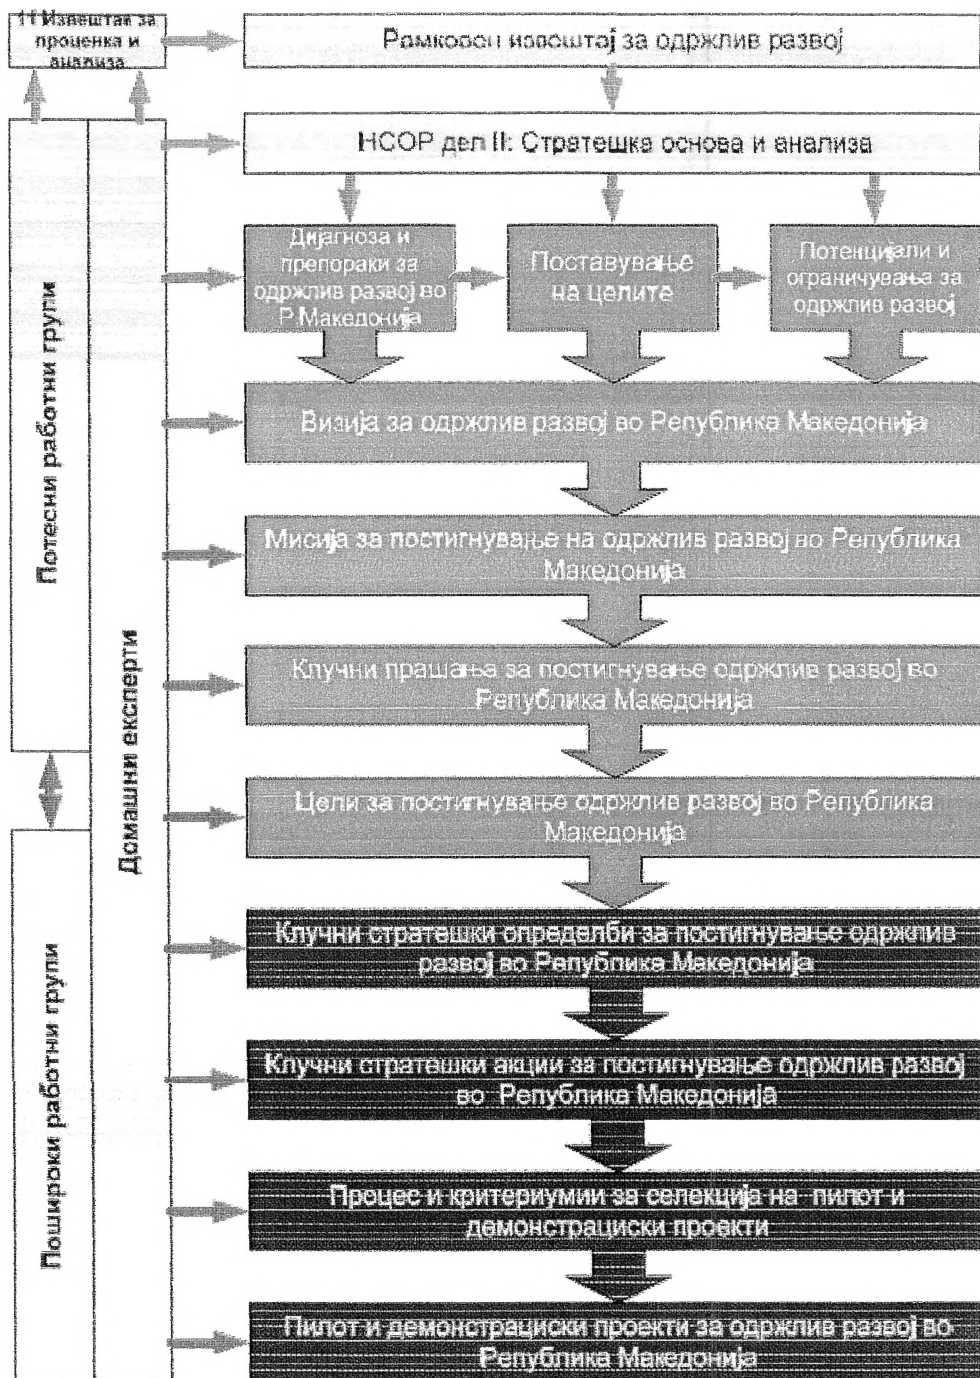 11 Извештаи за
проценка и
анализа
Рамковен извештај за одржлив развој
НСОР дел II: Стратешка основа и анализа
Дијагноза и
препораки за
одржлив развој во
Р.Македонија
Поставување
на целите
Потенцијали и
ограничувања за
одржлив развој
Визија за одржлив развој во Република Македонија
Мисија за постигнување на одржлив развој во Република
Македонија
Клучни прашања за постигнување одржлив развој во
Република Македонија
Цели за постигнување одржлив развој во Република
Македонија
Клучни стратешки определби за постигнување одржлив
развој во Република Македонија
Клучни стратешки акции за постигнување одржлив развој
во Република Македонија
Процес и критериумии за селекција на пилот и
демонстрациски проекти
Пилот и демонстрациски проекти за одржлив развој во
Република Македонија
Потесни работни групи
Домашни експерти
Пошироки работни групи